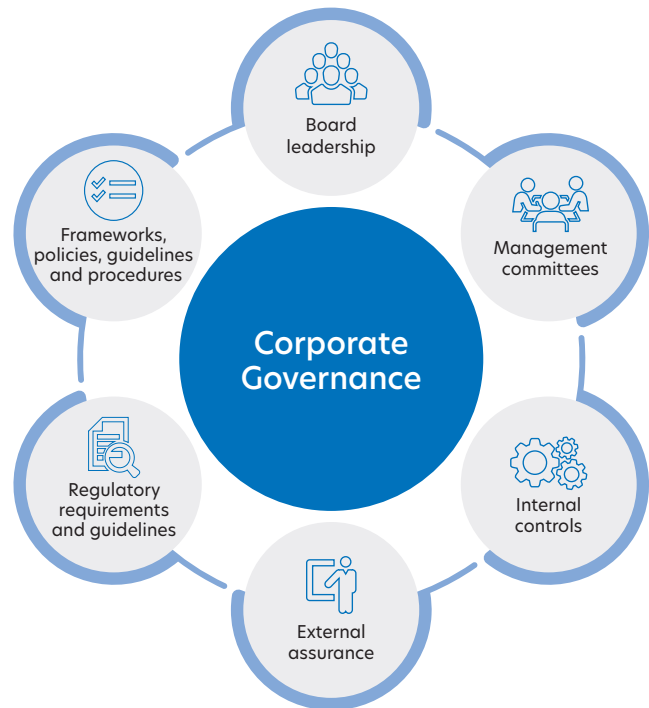 Board
leadership
Management
committees
Internal
controls
External
assurance
Regulatory
requirements
and guidelines
Frameworks,
policies, guidelines
and procedures
Corporate
Governance